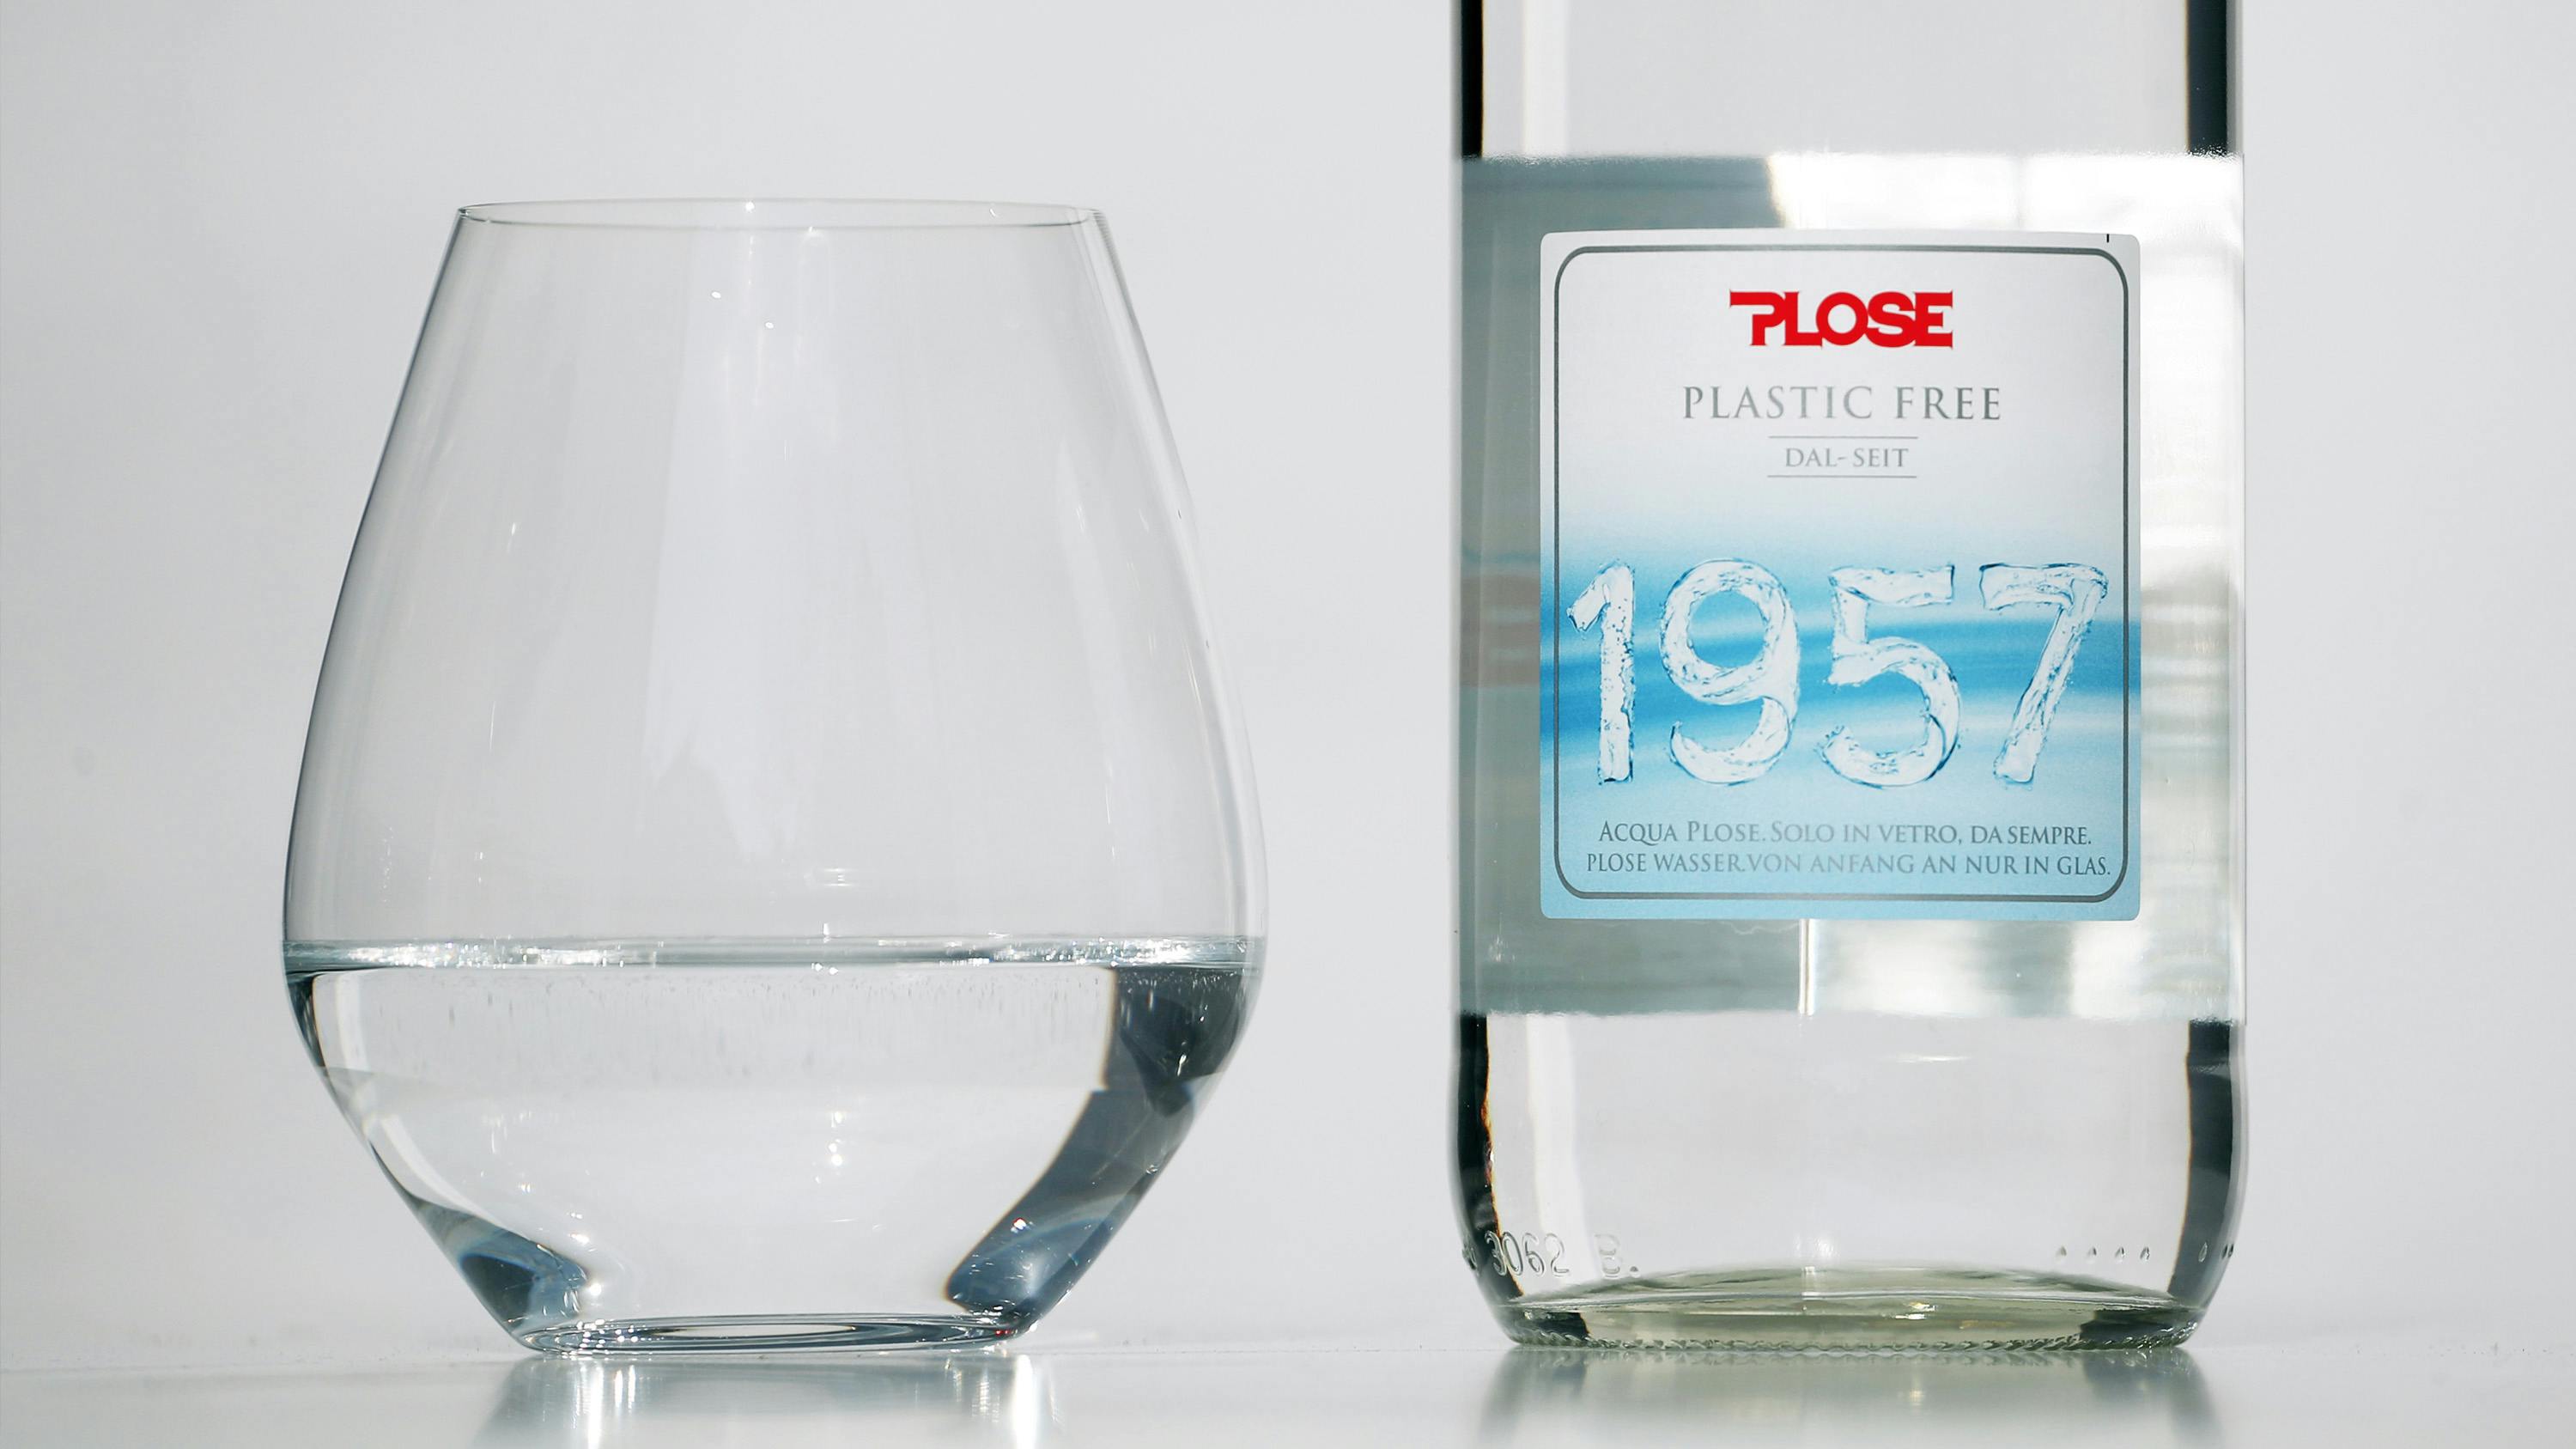 PLOSE
PLASTIC FREE
DAL-SEIT
1957
ACQUA PLOSE. SOLO IN VETRO, DA SEMPRE.
PLOSE WASSER.VON ANFANG AN NUR IN GLAS.
3062 B.